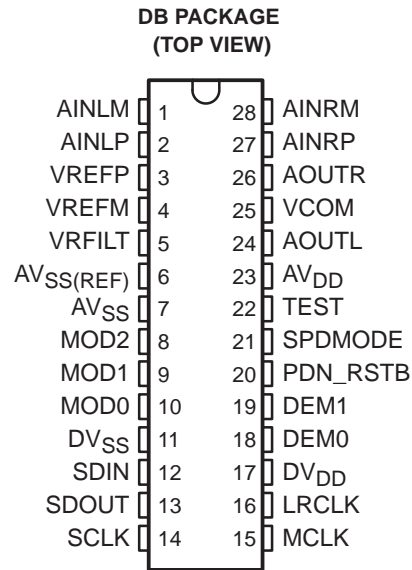 DB PACKAGE
(TOP VIEW)
AINLM 1 28 AINRM
AINLP 2 27 AINRP
VREFP 3 26 AOUTR
VREFM 4 25 VCOM
VRFILT 5 24 AOUTL
AVSS(REF) 6 23 AVDD
AVSS 7 22 TEST
MOD2 8 21 SPDMODE
MOD1 9 20 PDN_RSTB
MOD0 10 19 DEM1
DVSS 11 18 DEM0
SDIN 12 17 DVDD
SDOUT 13 16 LRCLK
SCLK 14 15 MCLK